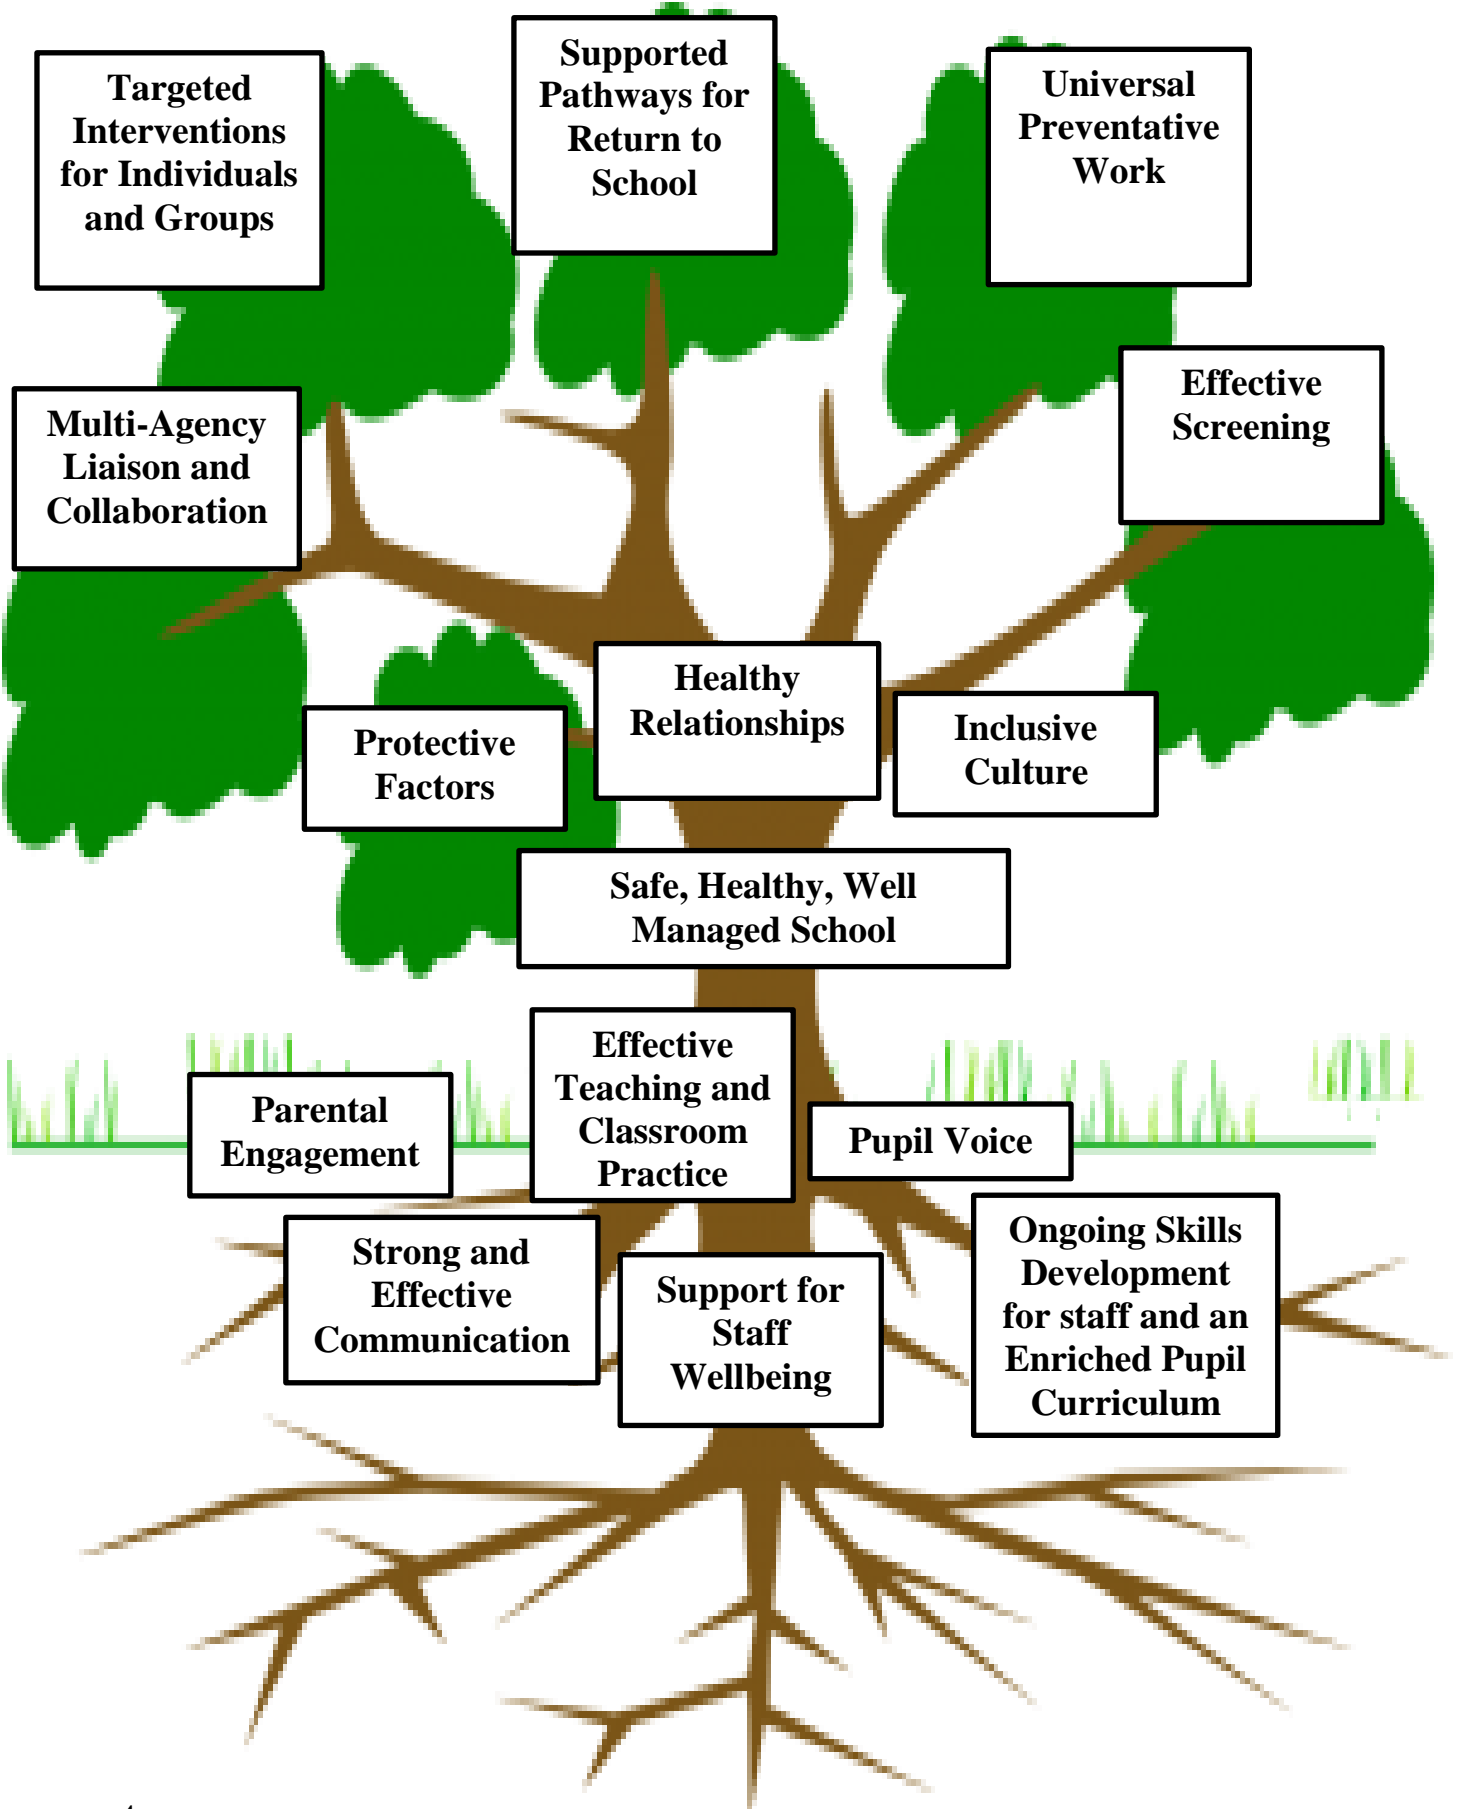 Targeted
Interventions
for Individuals
and Groups
Supported
Pathways for
Return to
School
Universal
Preventative
Work
Multi-Agency
Liaison and
Collaboration
Effective
Screening
Protective
Factors
Healthy
Relationships
Inclusive
Culture
Safe, Healthy, Well
Managed School
Parental
Engagement
Effective
Teaching and
Classroom
Practice
Pupil Voice
Strong and
Effective
Communication
Support for
Staff
Wellbeing
Ongoing Skills
Development
for staff and an
Enriched Pupil
Curriculum